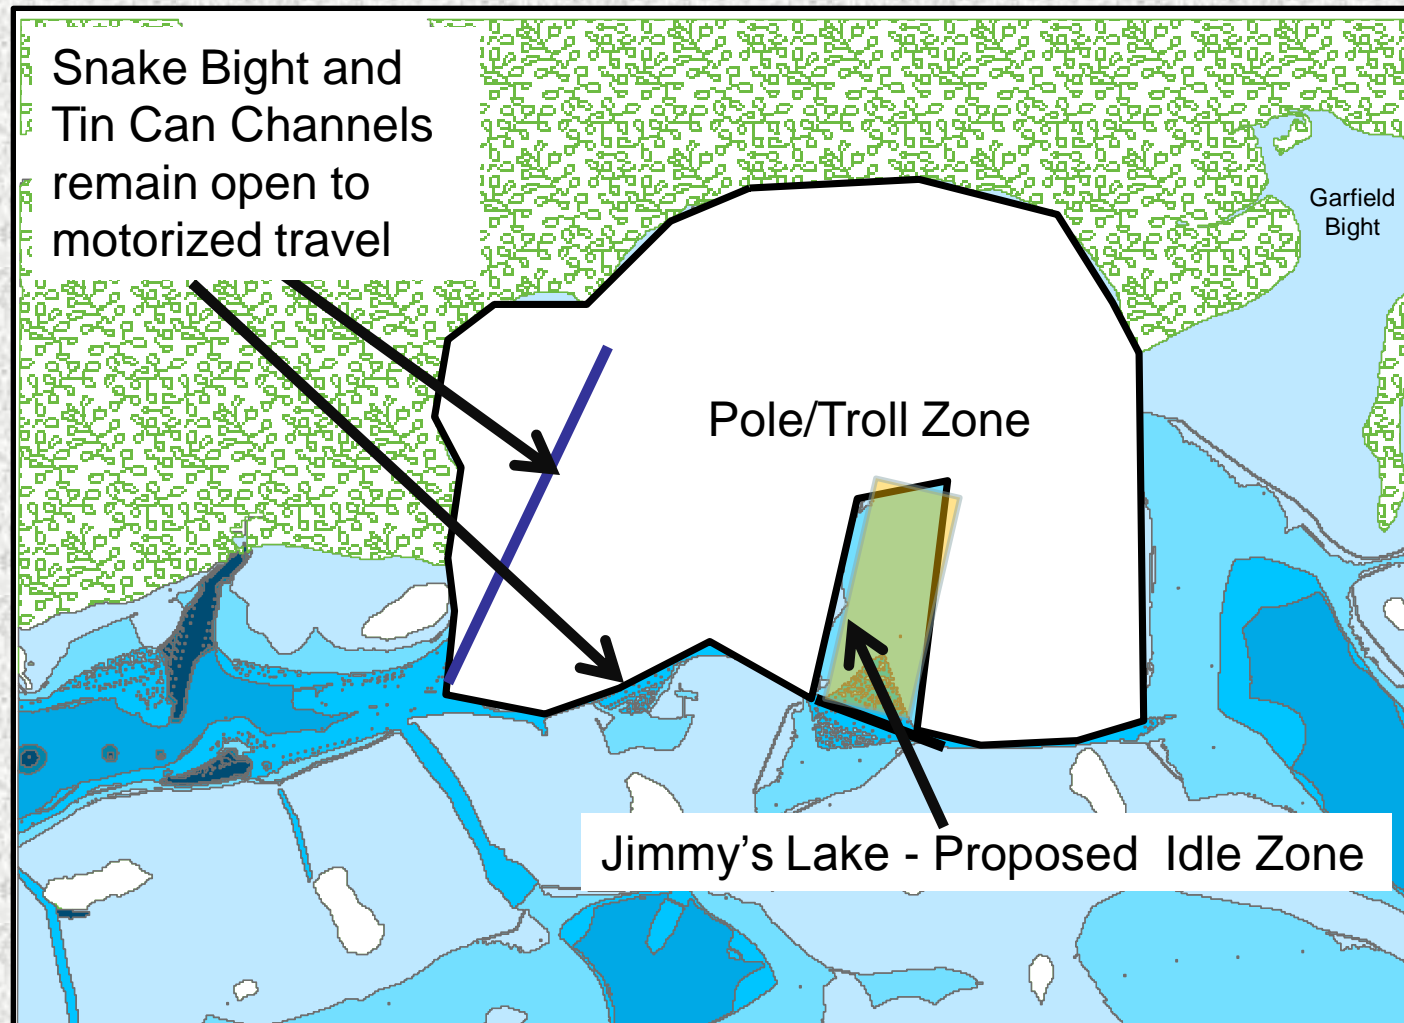 Snake Bight and
Tin Can Channels
remain open to
motorized travel
Garfield
Bight
Pole/Troll Zone
Jimmy's Lake - Proposed  Idle Zone